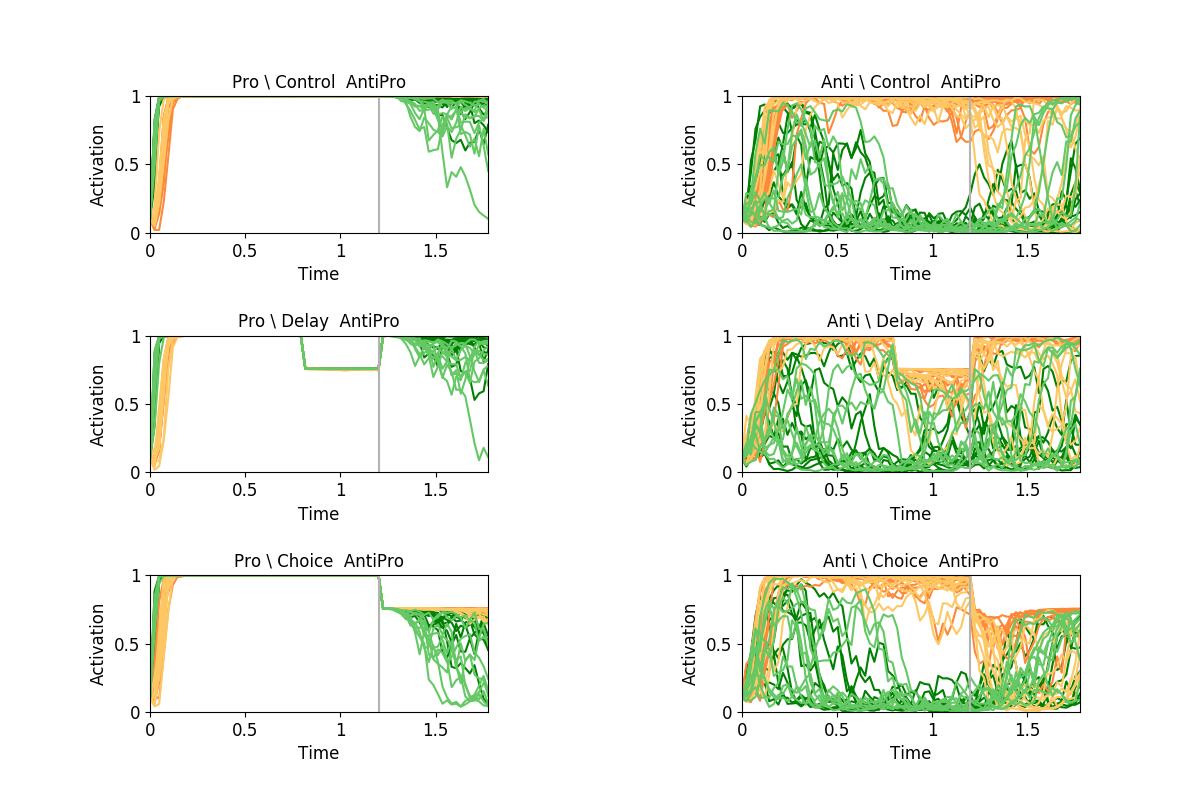 Pro \ Control  AntiPro
1
0.5
0
Activation
0
0.5
1
1.5
Time
Anti \ Control  AntiPro
1
0.5
0
Activation
0
0.5
1
1.5
Time
Pro \ Delay  AntiPro
1
0.5
0
Activation
0
0.5
1
1.5
Time
Anti \ Delay  AntiPro
1
0.5
0
Activation
0
0.5
1
1.5
Time
Pro \ Choice  AntiPro
1
0.5
0
Activation
0
0.5
1
1.5
Time
Anti \ Choice  AntiPro
1
0.5
0
Activation
0
0.5
1
1.5
Time